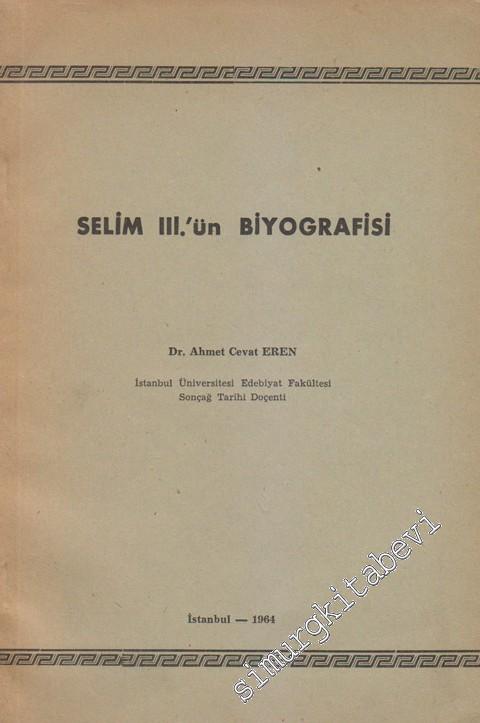 SELİM III.'ün BİYOGRAFİSİ
Dr. Ahmet Cevat EREN
İstanbul Üniversitesi Edebiyat Fakültesi
Sonçağ Tarihi Doçenti
İstanbul — 1964
simurgkitabevi